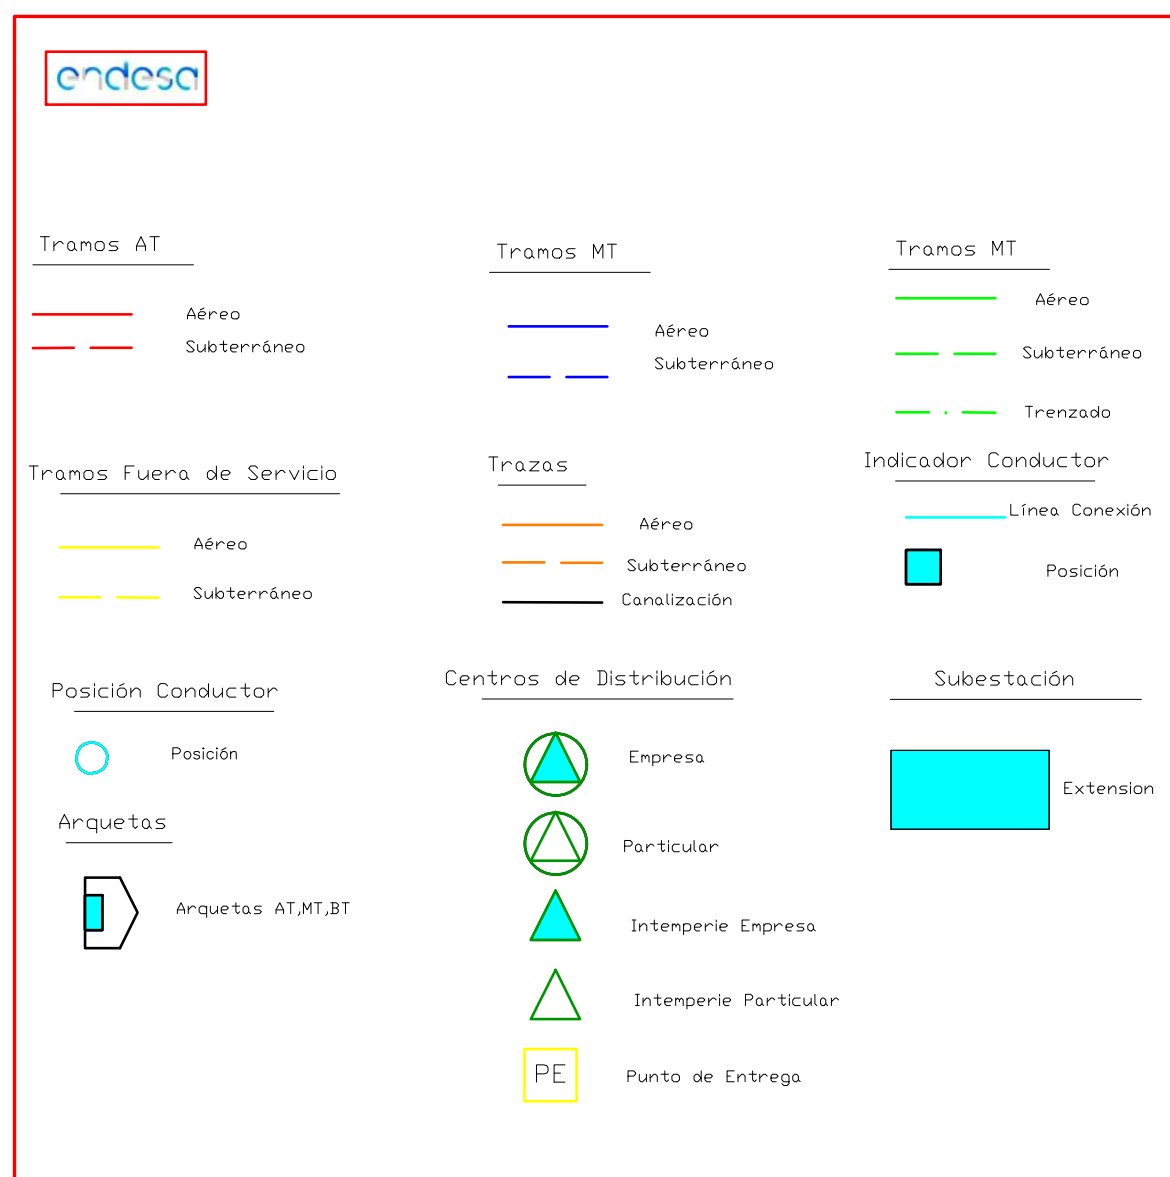 endesa
Tramos AT
Aéreo
Subterráneo
Tramos MT
Aéreo
Subterráneo
Tramos MT
Aéreo
Subterráneo
Trenzado
Tramos Fuera de Servicio
Aéreo
Subterráneo
Trazas
Aéreo
Subterráneo
Canalización
Indicador Conductor
Línea Conexión
Posición
Posición Conductor
Posición
Arquetas
Arquetas AT,MT,BT
Centros de Distribución
Empresa
Particular
Intemperie Empresa
Intemperie Particular
PE Punto de Entrega
Subestación
Extension